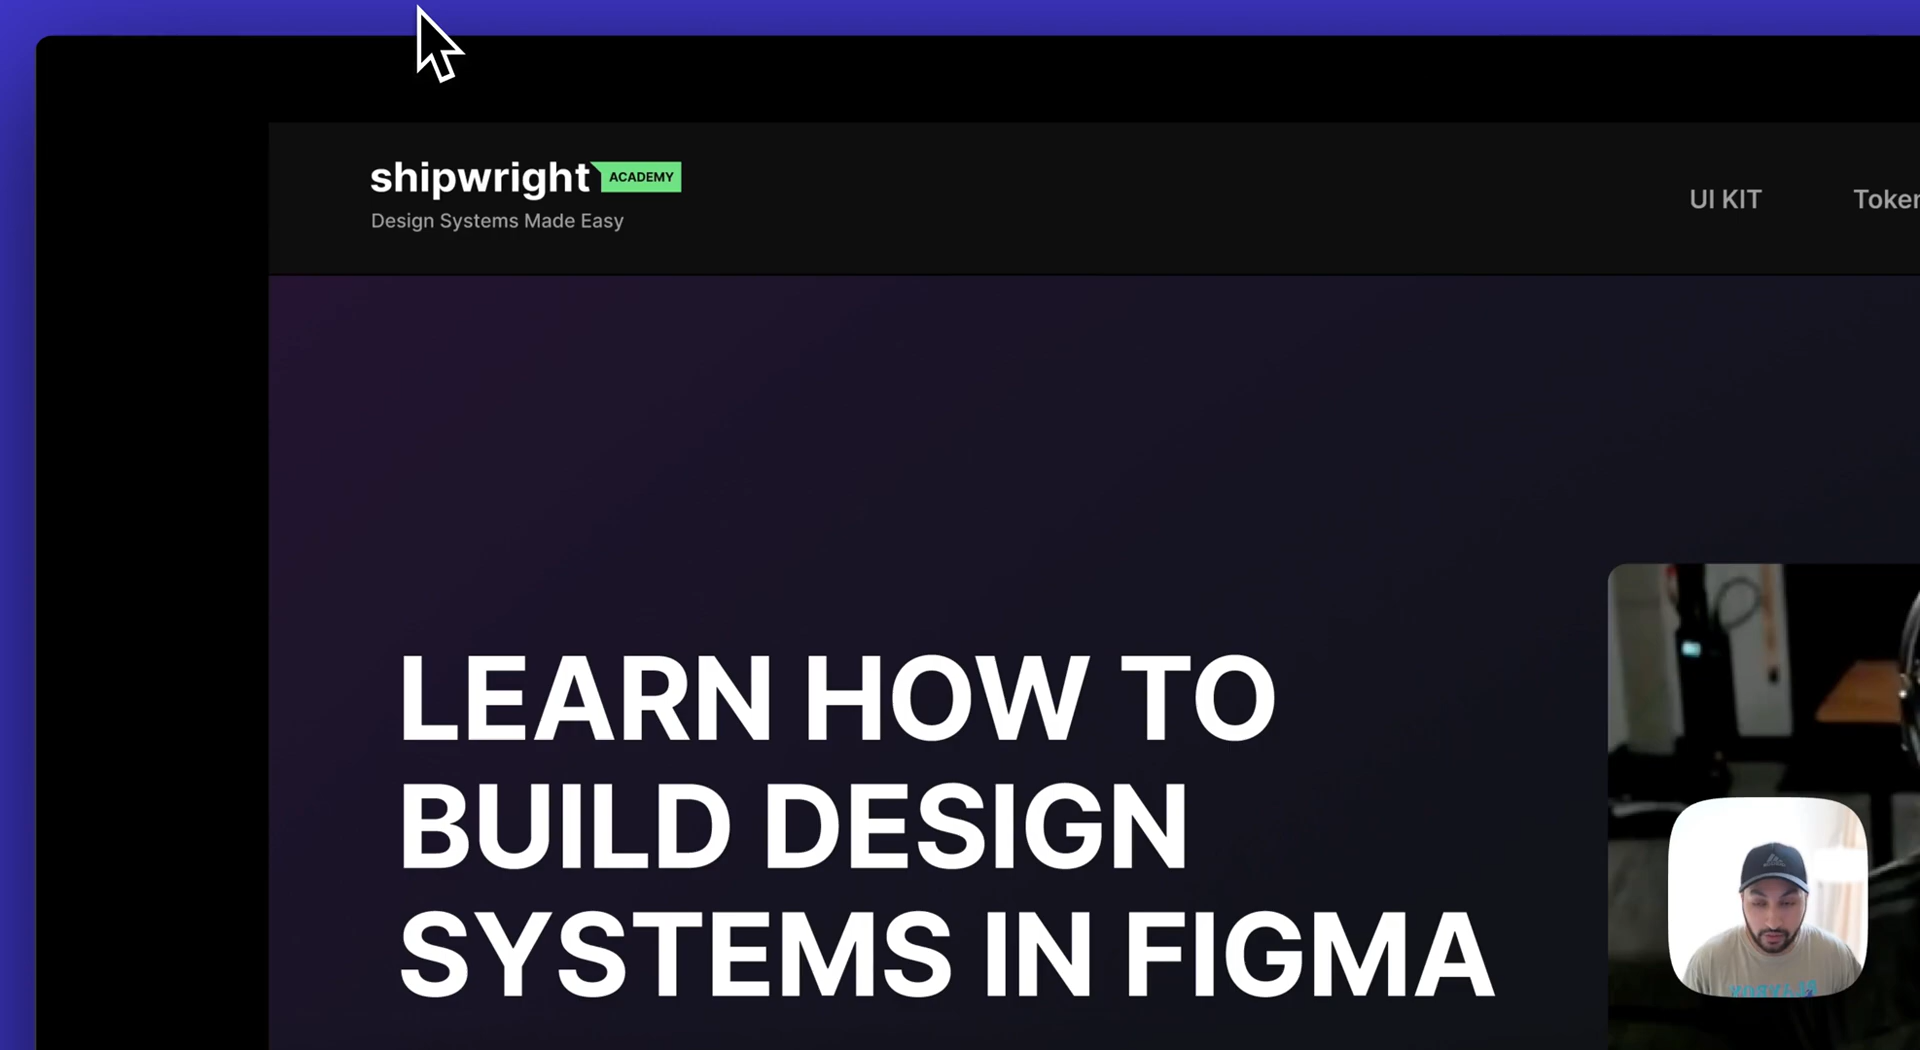 shipwright ACADEMY
Design Systems Made Easy
UI KIT
LEARN HOW TO
BUILD DESIGN
SYSTEMS IN FIGMA